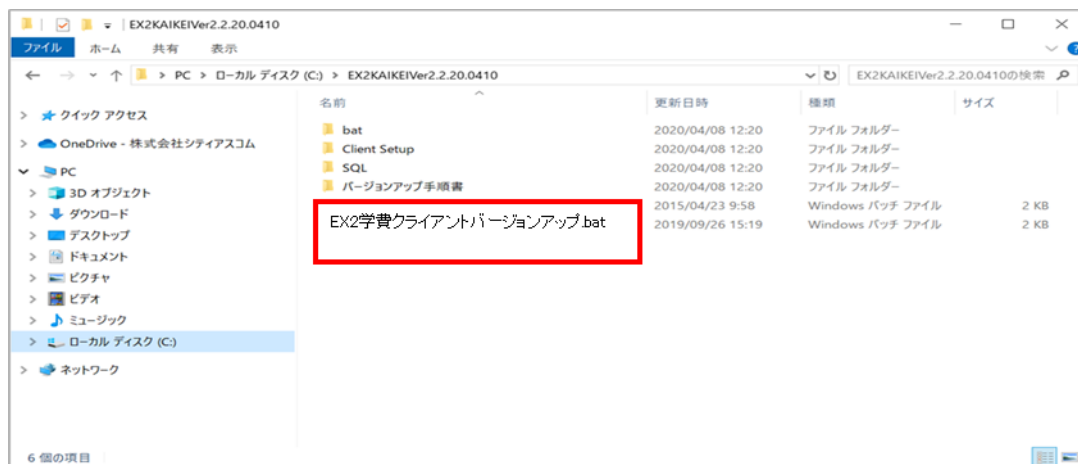 EX2KAIKEIVer2.2.20.0410
ファイル ホーム 共有 表示
PC > ローカル ディスク (C:) > EX2KAIKEIVer2.2.20.0410 EX2KAIKEIVer2.2.20.0410の検索
名前 更新日時 種類 サイズ
クイック アクセス
OneDrive - 株式会社シティアスコム
PC
3D オブジェクト
ダウンロード
デスクトップ
ドキュメント
ピクチャ
ビデオ
ミュージック
ローカル ディスク (C:)
ネットワーク
bat 2020/04/08 12:20 ファイル フォルダー
Client Setup 2020/04/08 12:20 ファイル フォルダー
SQL 2020/04/08 12:20 ファイル フォルダー
バージョンアップ手順書 2020/04/08 12:20 ファイル フォルダー
2015/04/23 9:58 Windows バッチ ファイル 2 KB
EX2学費クライアントバージョンアップ.bat 2019/09/26 15:19 Windows バッチ ファイル 2 KB
6 個の項目